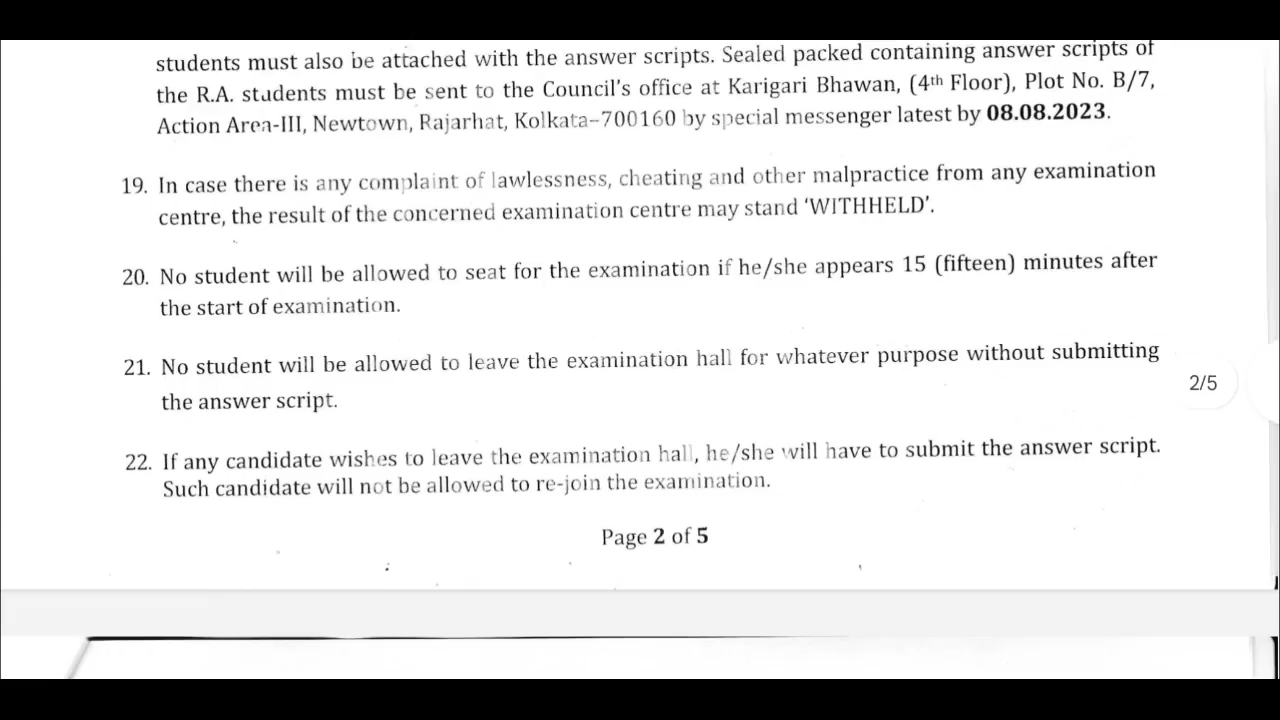 students must also be attached with the answer scripts. Sealed packed containing answer scripts of
the R.A. students must be sent to the Council's office at Karigari Bhawan, (4th Floor), Plot No. B/7,
Action Area-III, Newtown, Rajarhat, Kolkata–700160 by special messenger latest by 08.08.2023.
19. In case there is any complaint of lawlessness, cheating and other malpractice from any examination
centre, the result of the concerned examination centre may stand ‘WITHHELD’.
20. No student will be allowed to seat for the examination if he/she appears 15 (fifteen) minutes after
the start of examination.
21. No student will be allowed to leave the examination hall for whatever purpose without submitting
the answer script.
2/5
22. If any candidate wishes to leave the examination hall, he/she will have to submit the answer script.
Such candidate will not be allowed to re-join the examination.
Page 2 of 5